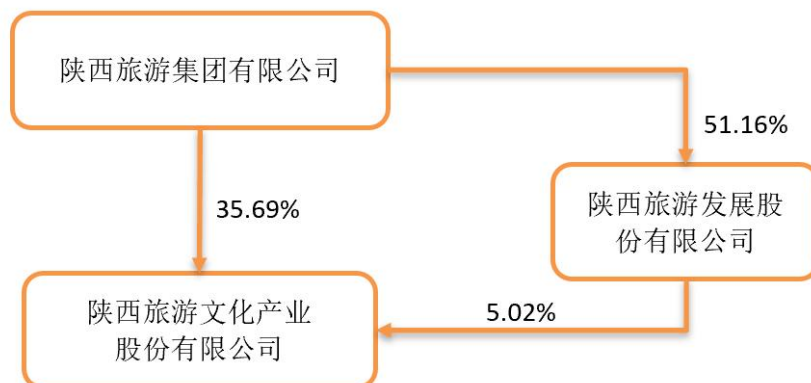 陕西旅游集团有限公司
51.16%
35.69%
陕西旅游发展股
份有限公司
陕西旅游文化产业
股份有限公司
5.02%